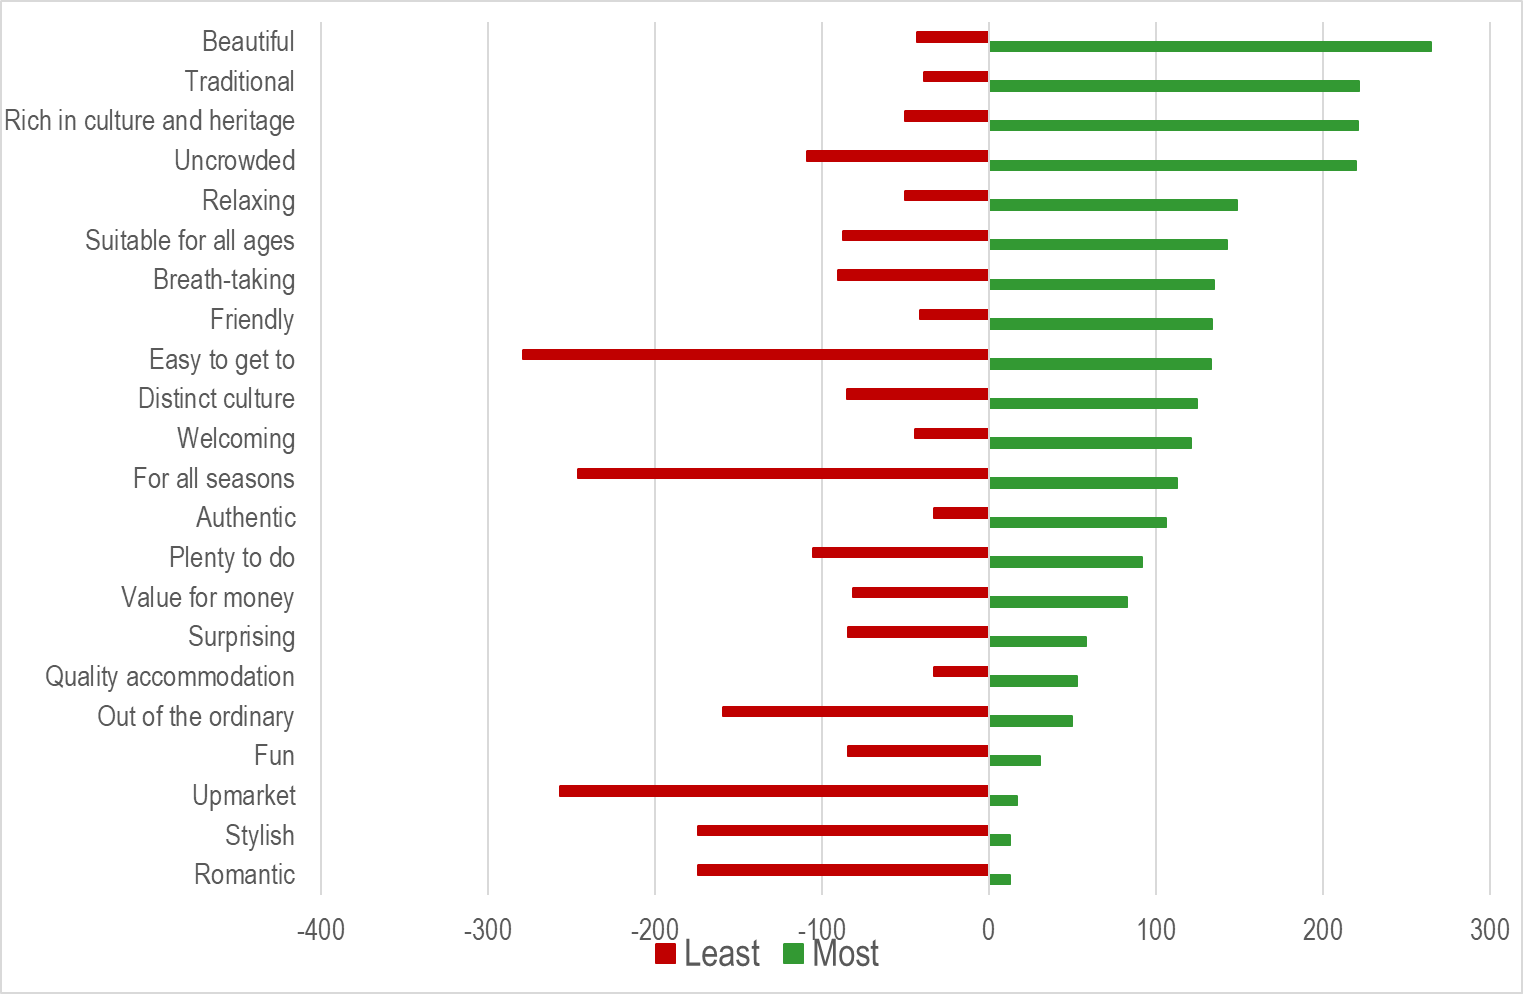 Beautiful
Traditional
Rich in culture and heritage
Uncrowded
Relaxing
Suitable for all ages
Breath-taking
Friendly
Easy to get to
Distinct culture
Welcoming
For all seasons
Authentic
Plenty to do
Value for money
Surprising
Quality accommodation
Out of the ordinary
Fun
Upmarket
Stylish
Romantic
-400 -300 -200 -100 0 100 200 300
Least Most